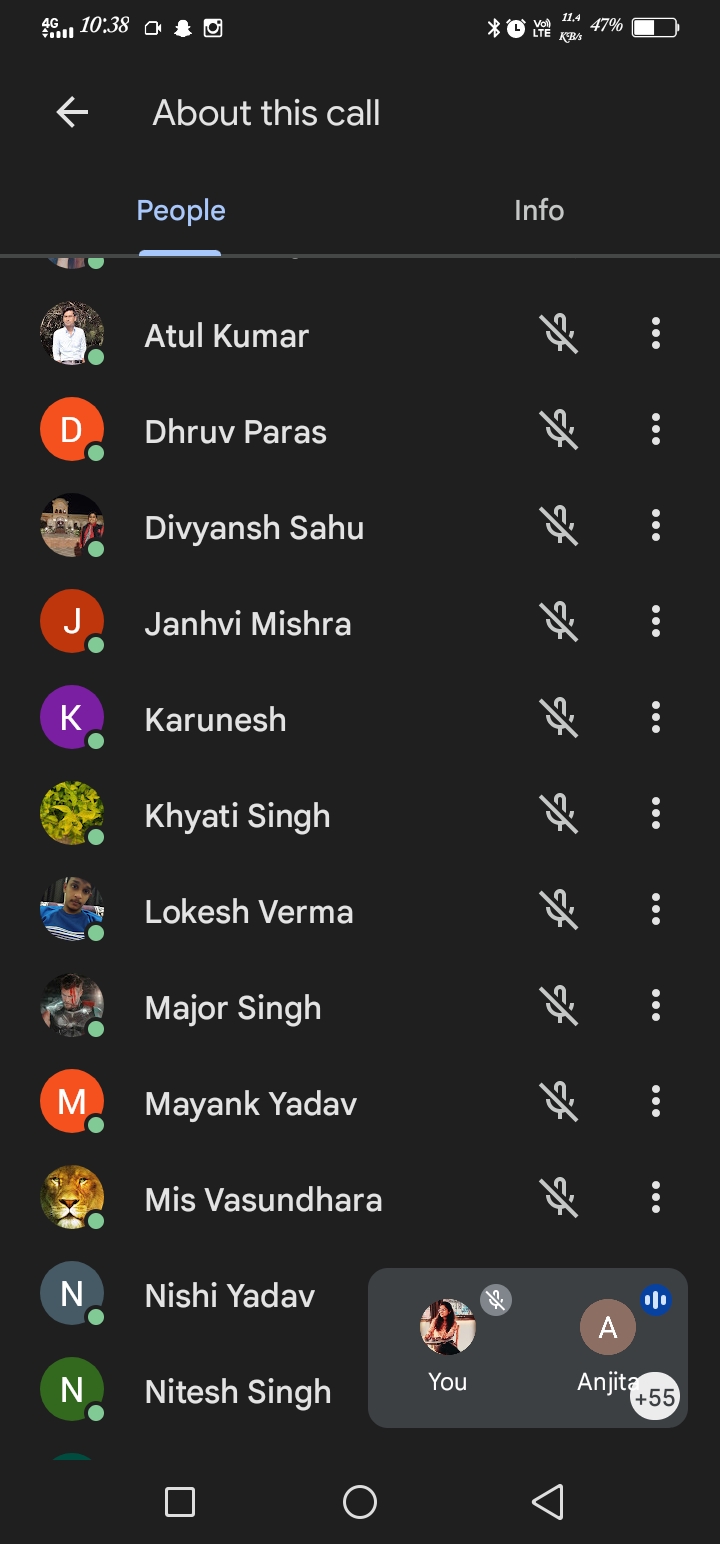 4G 10:38 Vo) LTE 11,4 KB/s 47%
About this call
People Info
Atul Kumar
D Dhruv Paras
Divyansh Sahu
J Janhvi Mishra
K Karunesh
Khyati Singh
Lokesh Verma
Major Singh
M Mayank Yadav
Mis Vasundhara
N Nishi Yadav
N Nitesh Singh
A
You Anjita
+55